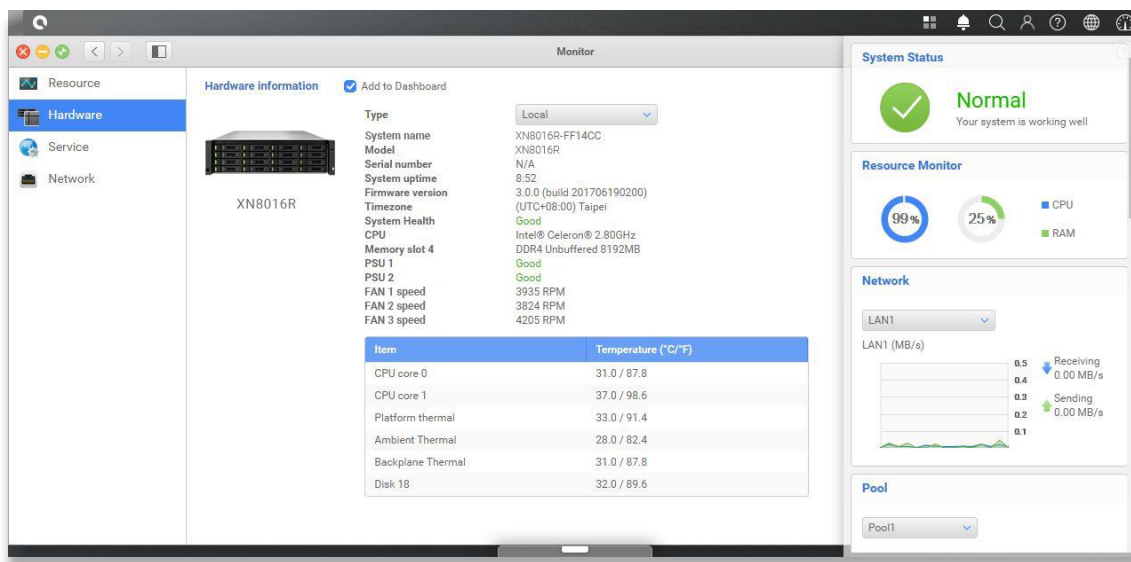 Monitor
Resource
Hardware
Service
Network
Hardware information
Add to Dashboard
Type Local
System name XN8016R-FF14CC
Model XN8016R
Serial number N/A
System uptime 8:52
Firmware version 3.0.0 (build 201706190200)
Timezone (UTC+08:00) Taipei
System Health Good
CPU Intel® Celeron® 2.80GHz
Memory slot 4 DDR4 Unbuffered 8192MB
PSU 1 Good
PSU 2 Good
FAN 1 speed 3935 RPM
FAN 2 speed 3824 RPM
FAN 3 speed 4205 RPM
XN8016R
Item Temperature (°C/°F)
CPU core 0 31.0 / 87.8
CPU core 1 37.0 / 98.6
Platform thermal 33.0 / 91.4
Ambient Thermal 28.0 / 82.4
Backplane Thermal 31.0 / 87.8
Disk 18 32.0 / 89.6
System Status
Normal
Your system is working well
Resource Monitor
99%
25%
CPU
RAM
Network
LAN1
LAN1 (MB/s)
0.5
0.4
0.3
0.2
0.1
Receiving
0.00 MB/s
Sending
0.00 MB/s
Pool
Pool1